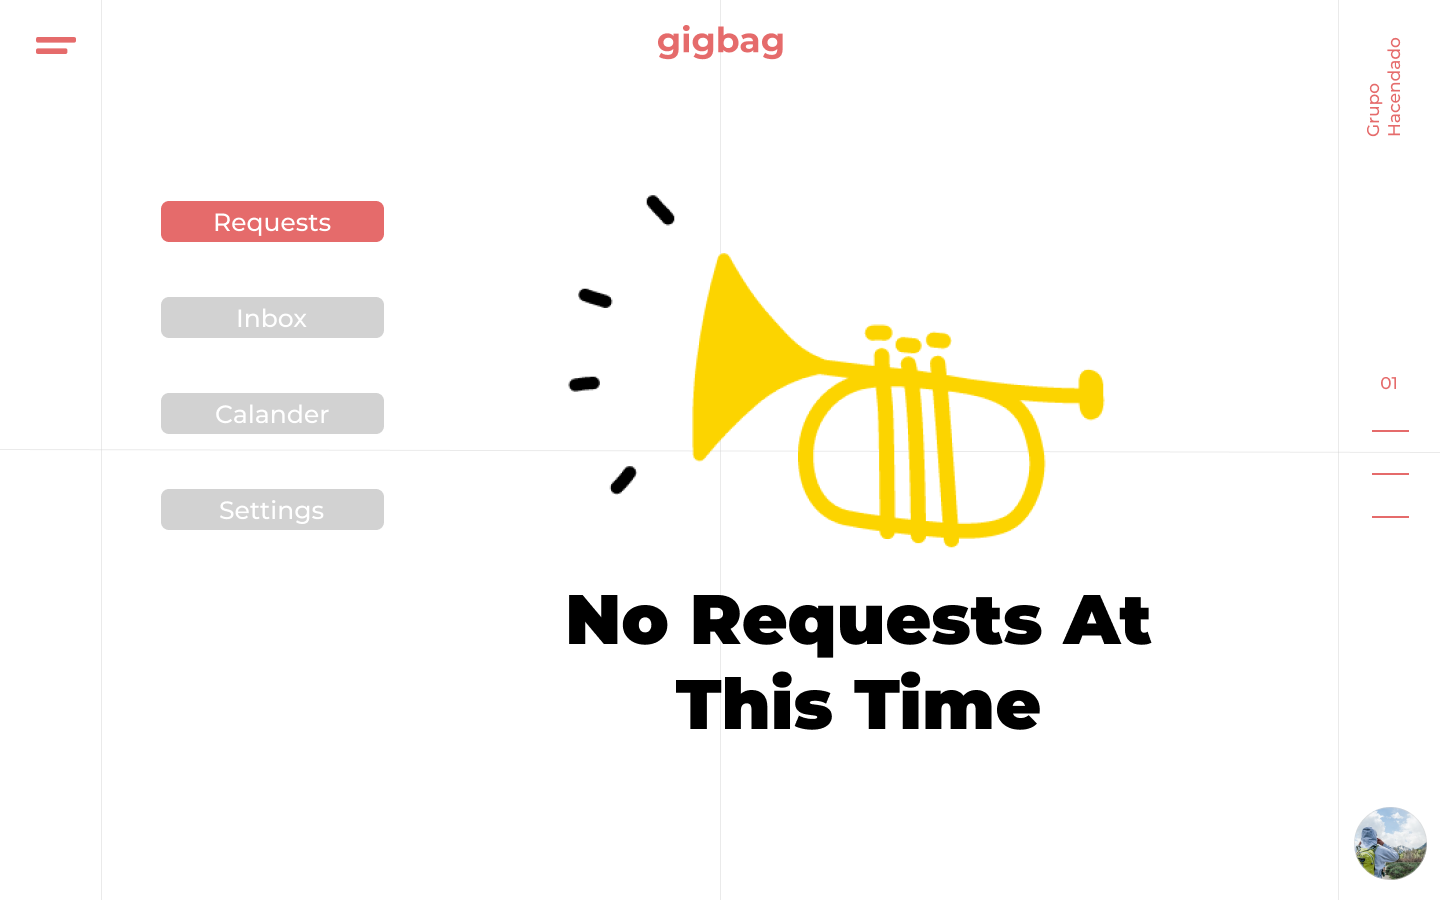 gigbag
Grupo
Hacendado
Requests
Inbox
Calander
Settings
01
No Requests At
This Time